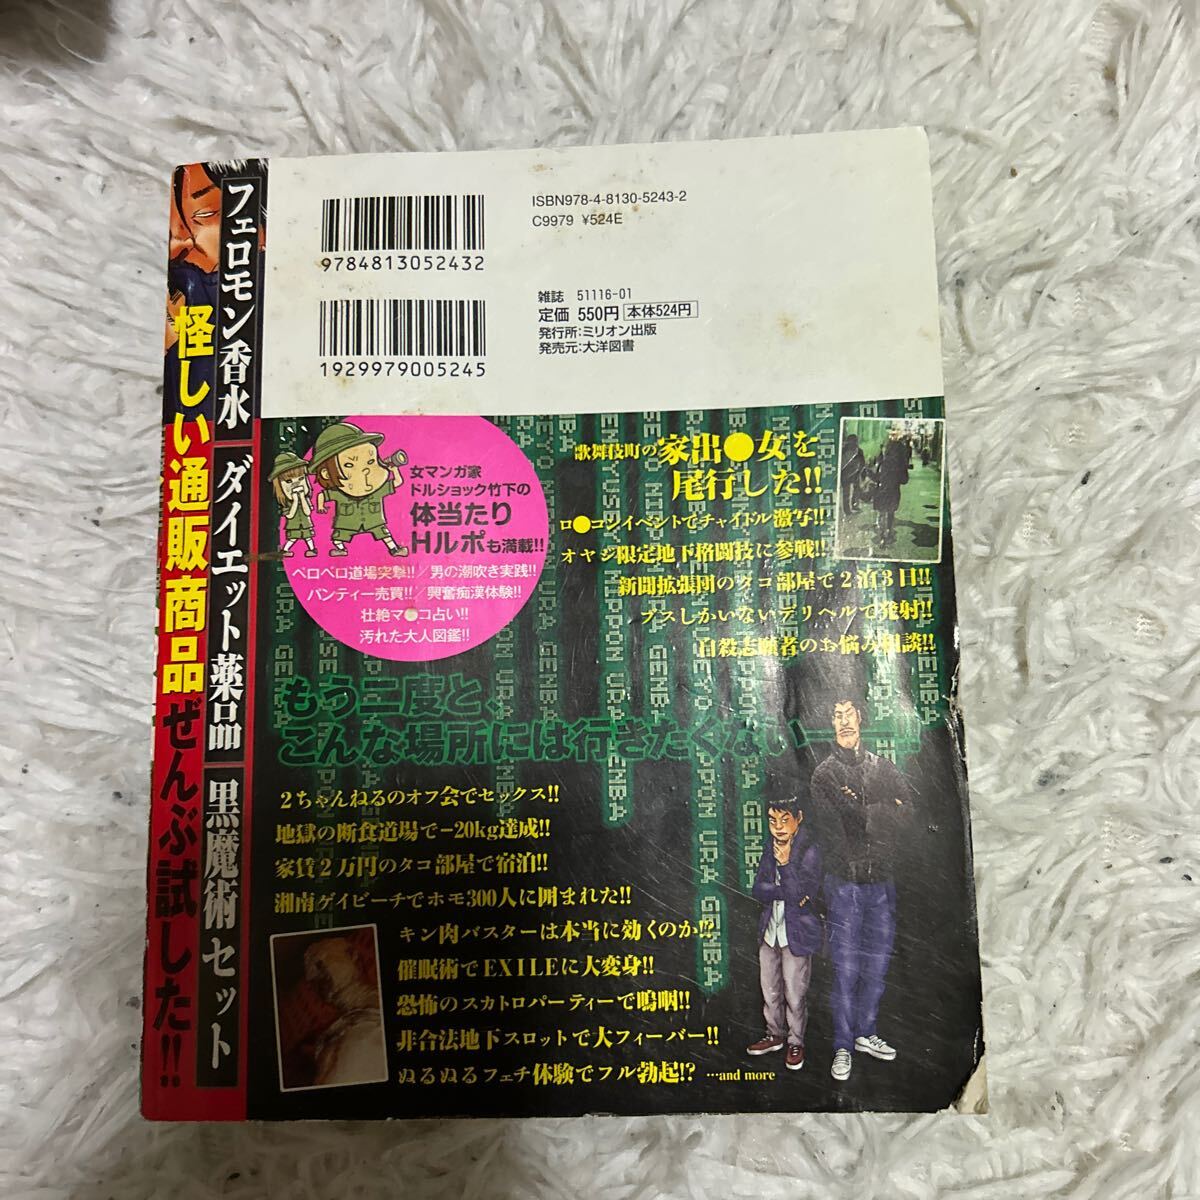 フェロモン香水
ダイエット薬品
黒魔術セット
怪しい通販商品ぜんぶ試した!!
9784813052432
ISBN978-4-8130-5243-2
C9979 ¥524E
1929979005245
雑誌 51116-01
定価 550円 本体524円
発行所:ミリオン出版
発売元:大洋図書
女マンガ家
ドルショック竹下の
体当たり
Hルポも満載!!
ペロペロ道場突撃!!/男の潮吹き実践!!
パンティー売買!!/興奮痴漢体験!!
壮絶マ●コ占い!!
汚れた大人図鑑!!
歌舞伎町の家出●女を
尾行した!!
ロ●コンイベントでチャイドル激写!!
オヤジ限定地下格闘技に参戦!!
新聞拡張団のタコ部屋で2泊3日!!
ブスしかいないデリヘルで発射!!
自殺志願者のお悩み相談!!
もう二度と、
こんな場所には行きたくない――!!
2ちゃんねるのオフ会でセックス!!
地獄の断食道場で−20kg達成!!
家賃2万円のタコ部屋で宿泊!!
湘南ゲイビーチでホモ300人に囲まれた!!
キン肉バスターは本当に効くのか!?
催眠術でEXILEに大変身!!
恐怖のスカトロパーティーで嗚咽!!
非合法地下スロットで大フィーバー!!
ぬるぬるフェチ体験でフル勃起!? …and more